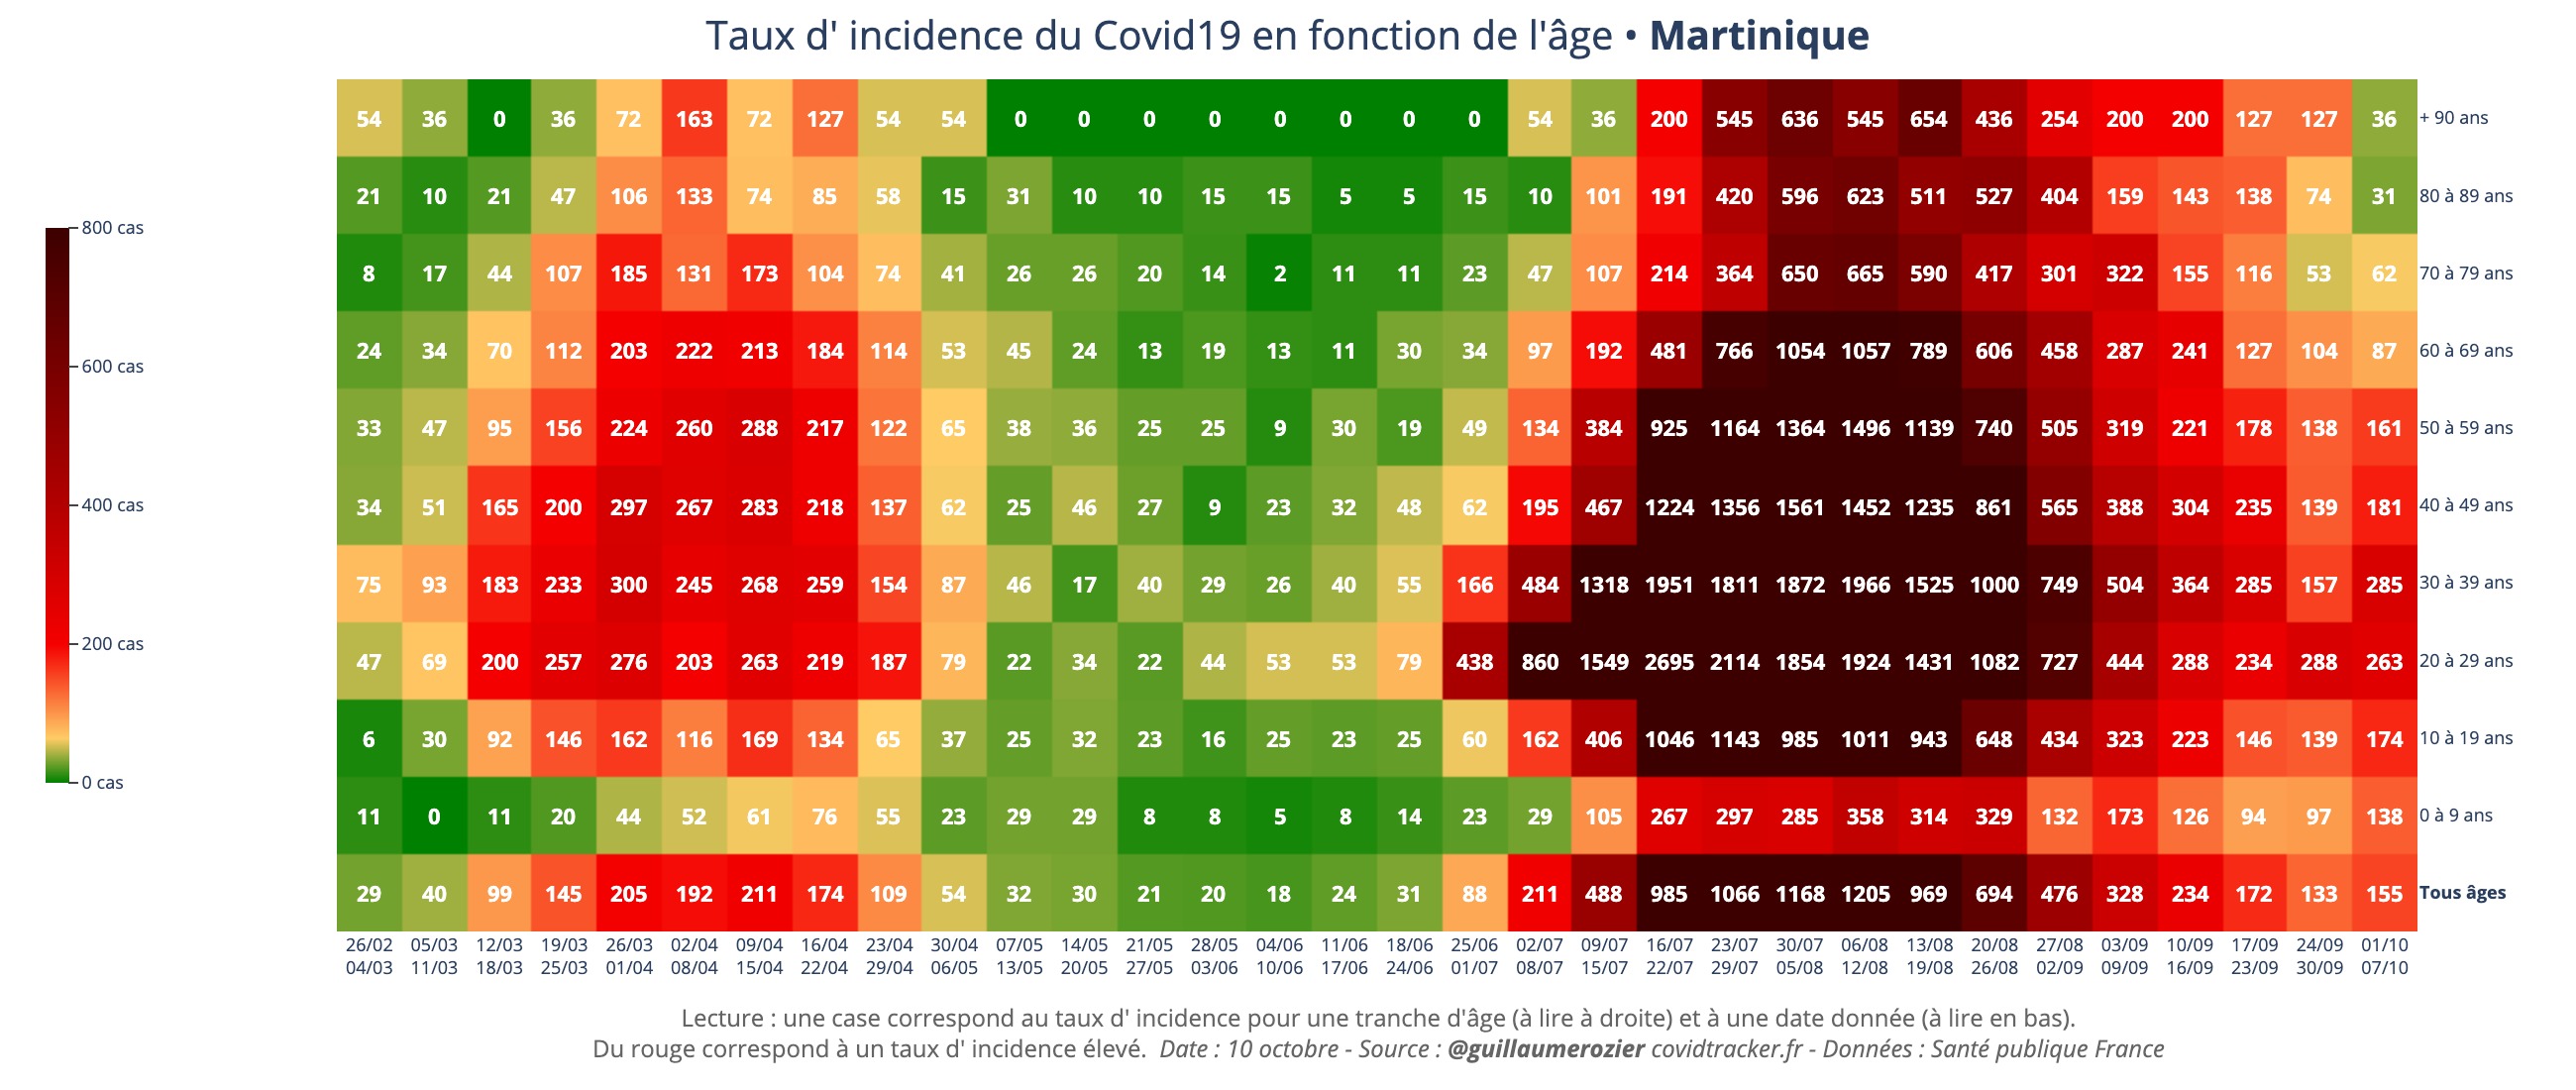 Taux d' incidence du Covid19 en fonction de l'âge • Martinique
54 36 0 36 72 163 72 127 54 54 0 0 0 0 0 0 0 0 54 36 200 545 636 545 654 436 254 200 200 127 127 36 + 90 ans
21 10 21 47 106 133 74 85 58 15 31 10 10 15 15 5 5 15 10 101 191 420 596 623 511 527 404 159 143 138 74 31 80 à 89 ans
800 cas
8 17 44 107 185 131 173 104 74 41 26 26 20 14 2 11 11 23 47 107 214 364 650 665 590 417 301 322 155 116 53 62 70 à 79 ans
24 34 70 112 203 222 213 184 114 53 45 24 13 19 13 11 30 34 97 192 481 766 1054 1057 789 606 458 287 241 127 104 87 60 à 69 ans
600 cas
33 47 95 156 224 260 288 217 122 65 38 36 25 25 9 30 19 49 134 384 925 1164 1364 1496 1139 740 505 319 221 178 138 161 50 à 59 ans
400 cas
34 51 165 200 297 267 283 218 137 62 25 46 27 9 23 32 48 62 195 467 1224 1356 1561 1452 1235 861 565 388 304 235 139 181 40 à 49 ans
75 93 183 233 300 245 268 259 154 87 46 17 40 29 26 40 55 166 484 1318 1951 1811 1872 1966 1525 1000 749 504 364 285 157 285 30 à 39 ans
200 cas
47 69 200 257 276 203 263 219 187 79 22 34 22 44 53 53 79 438 860 1549 2695 2114 1854 1924 1431 1082 727 444 288 234 288 263 20 à 29 ans
6 30 92 146 162 116 169 134 65 37 25 32 23 16 25 23 25 60 162 406 1046 1143 985 1011 943 648 434 323 223 146 139 174 10 à 19 ans
0 cas
11 0 11 20 44 52 61 76 55 23 29 29 8 8 5 8 14 23 29 105 267 297 285 358 314 329 132 173 126 94 97 138 0 à 9 ans
29 40 99 145 205 192 211 174 109 54 32 30 21 20 18 24 31 88 211 488 985 1066 1168 1205 969 694 476 328 234 172 133 155 Tous âges
26/02 05/03 12/03 19/03 26/03 02/04 09/04 16/04 23/04 30/04 07/05 14/05 21/05 28/05 04/06 11/06 18/06 25/06 02/07 09/07 16/07 23/07 30/07 06/08 13/08 20/08 27/08 03/09 10/09 17/09 24/09 01/10
04/03 11/03 18/03 25/03 01/04 08/04 15/04 22/04 29/04 06/05 13/05 20/05 27/05 03/06 10/06 17/06 24/06 01/07 08/07 15/07 22/07 29/07 05/08 12/08 19/08 26/08 02/09 09/09 16/09 23/09 30/09 07/10
Lecture : une case correspond au taux d' incidence pour une tranche d'âge (à lire à droite) et à une date donnée (à lire en bas).
Du rouge correspond à un taux d' incidence élevé. Date : 10 octobre - Source : @guillaumerozier covidtracker.fr - Données : Santé publique France